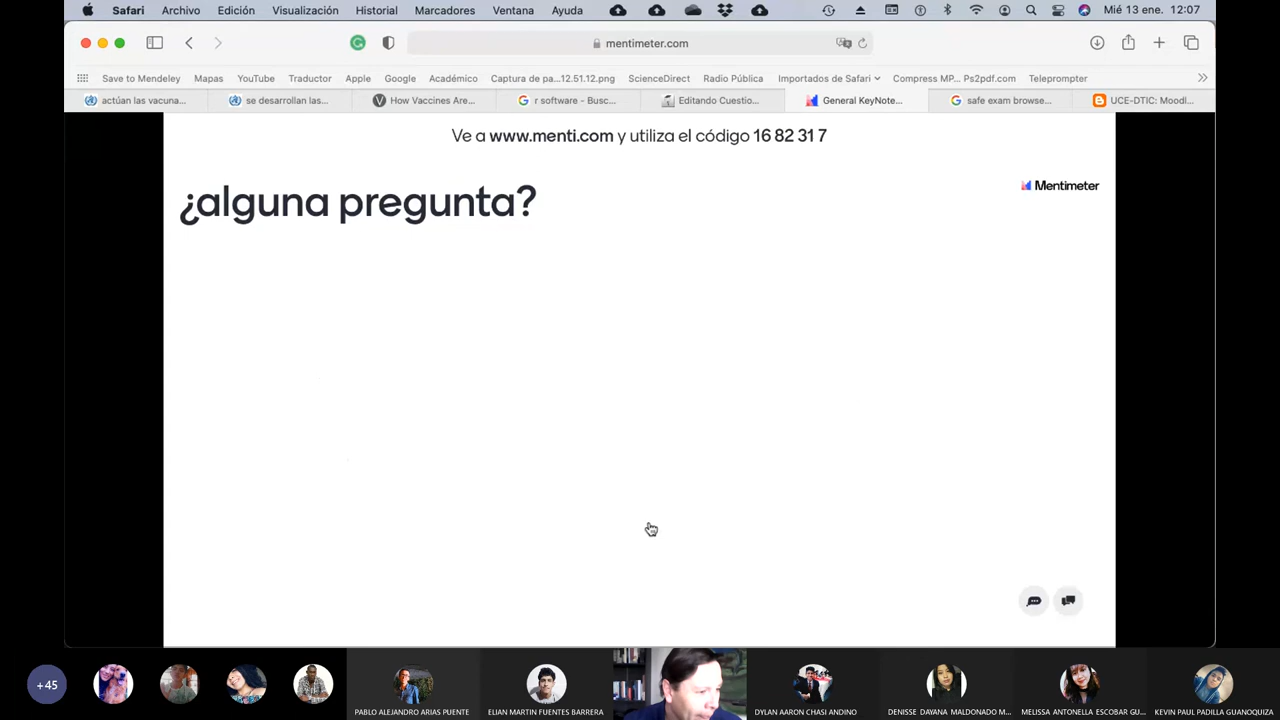 Safari Archivo Edición Visualización Historial Marcadores Ventana Ayuda Mié 13 ene. 12:07
mentimeter.com
Save to Mendeley Mapas YouTube Traductor Apple Google Académico Captura de pa...12.51.12.png ScienceDirect Radio Pública Importados de Safari Compress MP... Ps2pdf.com Teleprompter
actúan las vacuna... se desarrollan las... How Vaccines Are... r software - Busc... Editando Cuestio... General KeyNote... safe exam browse... UCE-DTIC: Moodl...
Ve a www.menti.com y utiliza el código 16 82 31 7
¿alguna pregunta?
Mentimeter
+45
PABLO ALEJANDRO ARIAS PUENTE ELIAN MARTIN FUENTES BARRERA DYLAN AARON CHASI ANDINO DENISSE DAYANA MALDONADO M... MELISSA ANTONELLA ESCOBAR GU... KEVIN PAUL PADILLA GUANOQUIZA